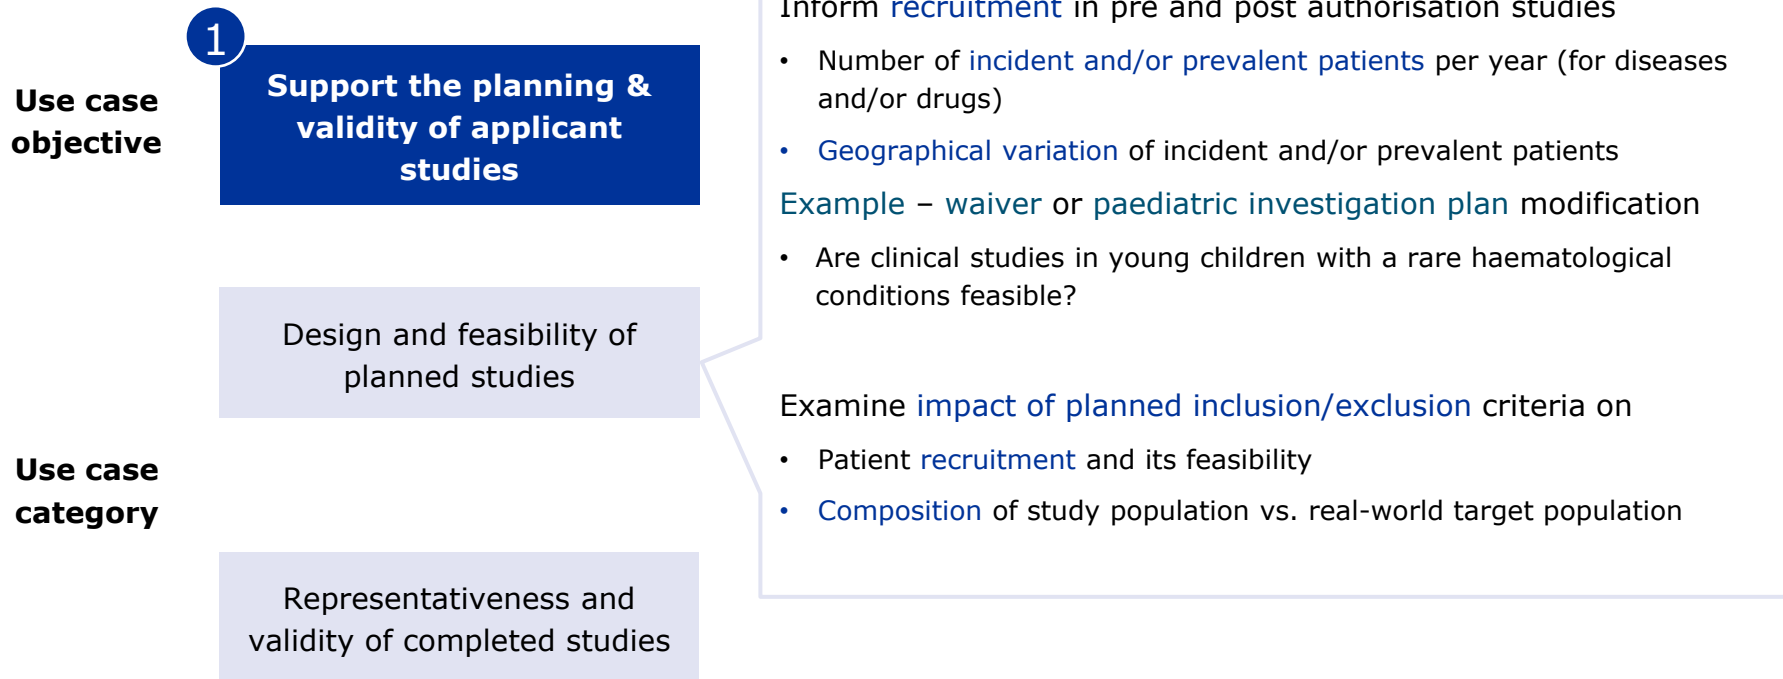 1
Use case
objective
Support the planning &
validity of applicant
studies
Use case
category
Design and feasibility of
planned studies
Representativeness and
validity of completed studies
Inform recruitment in pre and post authorisation studies
• Number of incident and/or prevalent patients per year (for diseases
and/or drugs)
• Geographical variation of incident and/or prevalent patients
Example – waiver or paediatric investigation plan modification
• Are clinical studies in young children with a rare haematological
conditions feasible?
Examine impact of planned inclusion/exclusion criteria on
• Patient recruitment and its feasibility
• Composition of study population vs. real-world target population